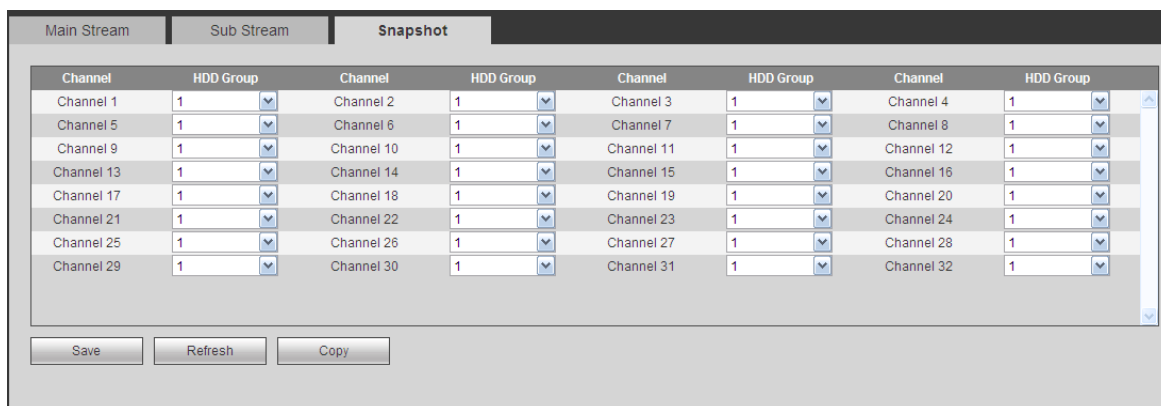 Main Stream Sub Stream Snapshot
Channel HDD Group Channel HDD Group Channel HDD Group Channel HDD Group
Channel 1 1 Channel 2 1 Channel 3 1 Channel 4 1
Channel 5 1 Channel 6 1 Channel 7 1 Channel 8 1
Channel 9 1 Channel 10 1 Channel 11 1 Channel 12 1
Channel 13 1 Channel 14 1 Channel 15 1 Channel 16 1
Channel 17 1 Channel 18 1 Channel 19 1 Channel 20 1
Channel 21 1 Channel 22 1 Channel 23 1 Channel 24 1
Channel 25 1 Channel 26 1 Channel 27 1 Channel 28 1
Channel 29 1 Channel 30 1 Channel 31 1 Channel 32 1
Save Refresh Copy